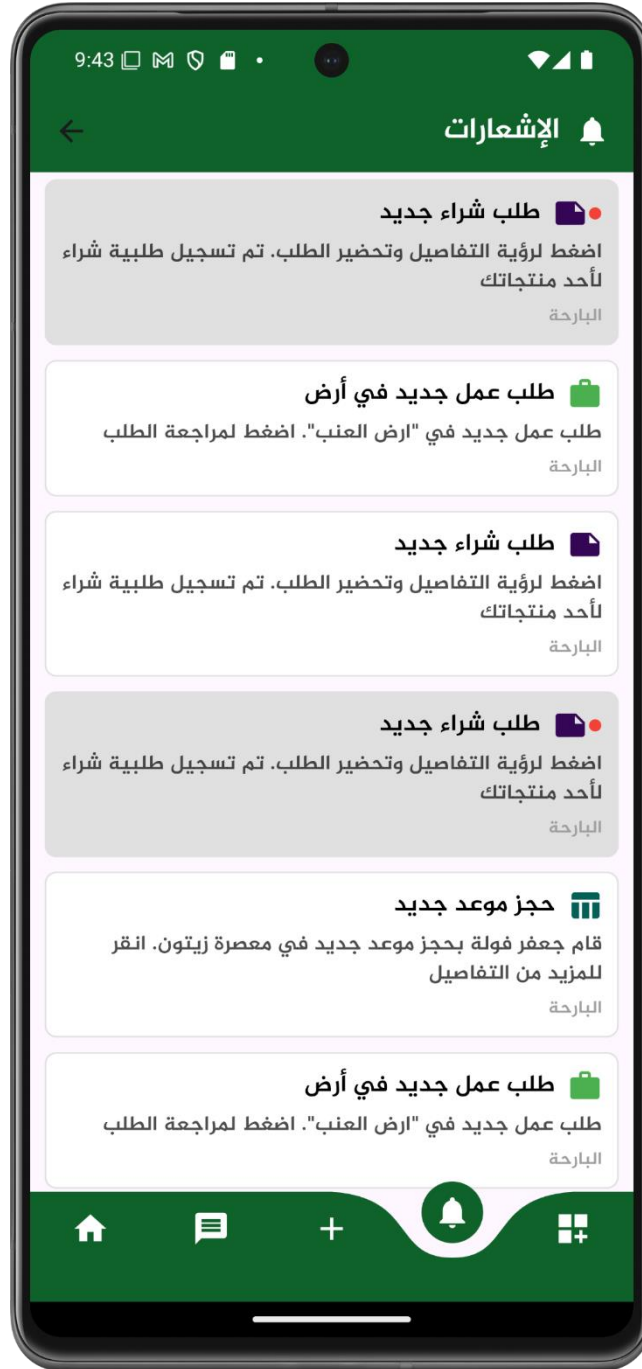 9:43
الإشعارات
طلب شراء جديد
اضغط لرؤية التفاصيل وتحضير الطلب. تم تسجيل طلبية شراء
لأحد منتجاتك
البارحة
طلب عمل جديد في أرض
طلب عمل جديد في "ارض العنب". اضغط لمراجعة الطلب
البارحة
طلب شراء جديد
اضغط لرؤية التفاصيل وتحضير الطلب. تم تسجيل طلبية شراء
لأحد منتجاتك
البارحة
طلب شراء جديد
اضغط لرؤية التفاصيل وتحضير الطلب. تم تسجيل طلبية شراء
لأحد منتجاتك
البارحة
حجز موعد جديد
قام جعفر فولة بحجز موعد جديد في معصرة زيتون. انقر
للمزيد من التفاصيل
البارحة
طلب عمل جديد في أرض
طلب عمل جديد في "ارض العنب". اضغط لمراجعة الطلب
البارحة